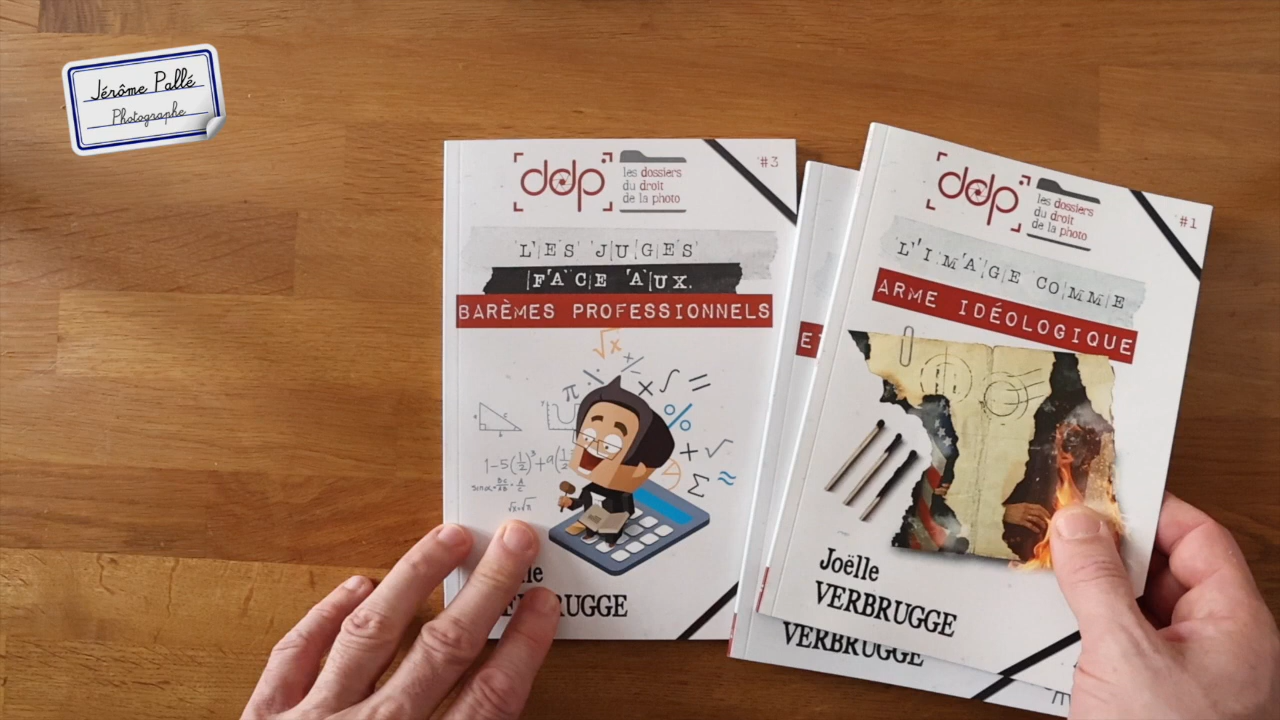 Jérôme Pallé
Photographe
ddp
les dossiers
du droit
de la photo
#3
LES JUGES
FACE AUX
BARÈMES PROFESSIONNELS
VERBRUGGE
ddp
les dossiers
du droit
de la photo
#1
L'IMAGE COMME
ARME IDÉOLOGIQUE
Joëlle
VERBRUGGE
VERBRUGGE